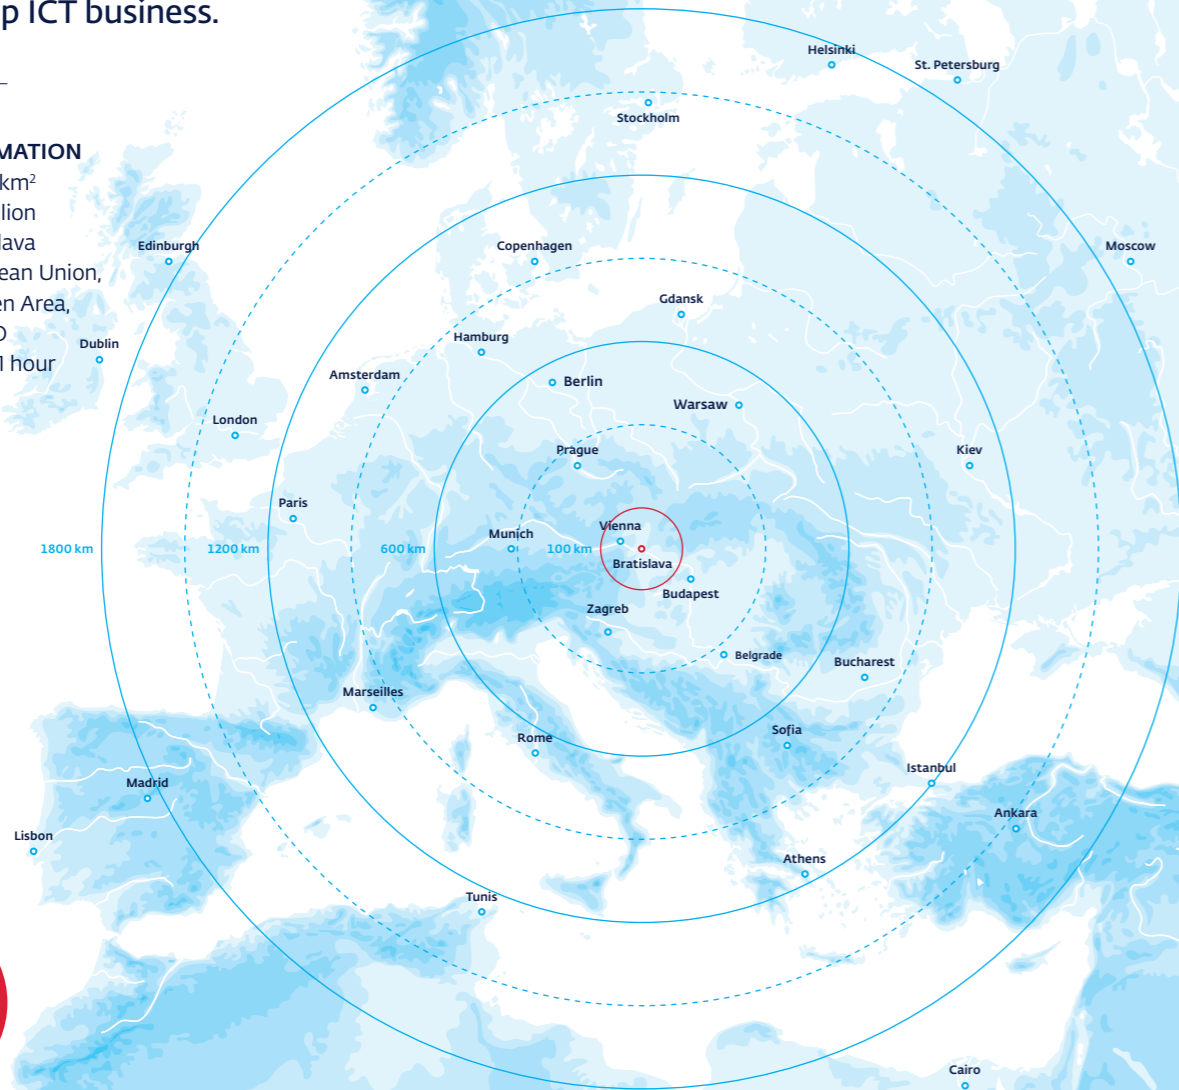 p ICT business.
MATION
km²
lion
lava
ean Union,
en Area,
1 hour
Helsinki
St. Petersburg
Stockholm
Edinburgh
Copenhagen
Moscow
Gdansk
Dublin
Hamburg
Amsterdam
Berlin
Warsaw
London
Prague
Kiev
Paris
Munich
Vienna
1800 km
1200 km
600 km
100 km
Bratislava
Budapest
Zagreb
Belgrade
Bucharest
Marseilles
Rome
Sofia
Istanbul
Madrid
Ankara
Lisbon
Athens
Tunis
Cairo